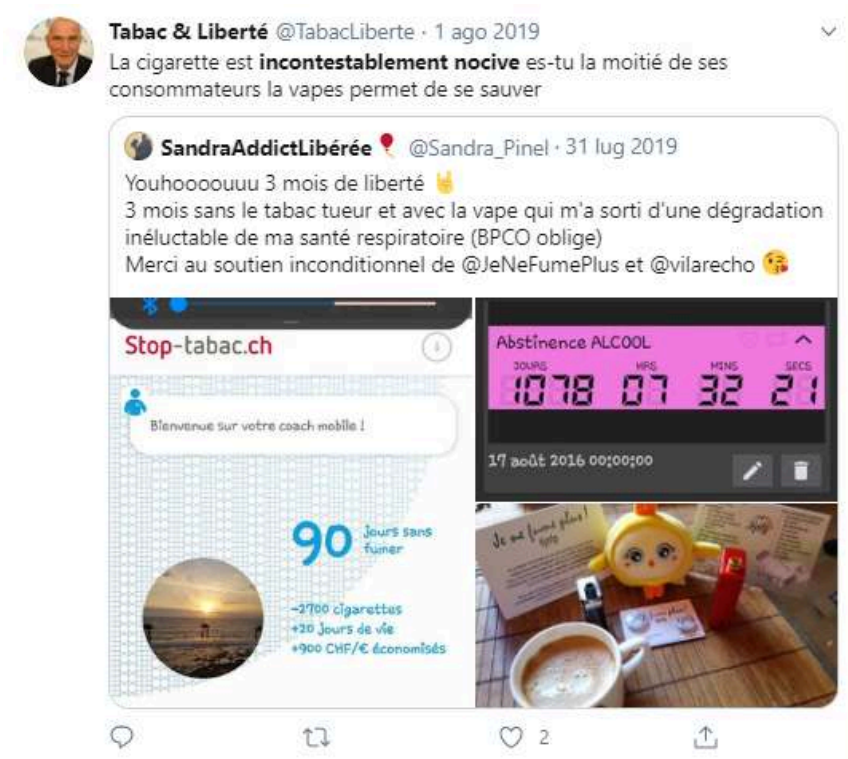 Tabac & Liberté @TabacLiberte · 1 ago 2019
La cigarette est incontestablement nocive es-tu la moitié de ses
consommateurs la vapes permet de se sauver
SandraAddictLibérée @Sandra_Pinel · 31 lug 2019
Youhoooouuu 3 mois de liberté
3 mois sans le tabac tueur et avec la vape qui m'a sorti d'une dégradation
inéluctable de ma santé respiratoire (BPCO oblige)
Merci au soutien inconditionnel de @JeNeFumePlus et @vilarecho
Stop-tabac.ch
Bienvenue sur votre coach mobile !
90 jours sans
fumer
-2700 cigarettes
+20 jours de vie
+900 CHF/€ économisés
Abstinence ALCOOL
JOURS HRS MINS SECS
1078 07 32 21
17 août 2016 00:00:00
Je ne fume plus !
2